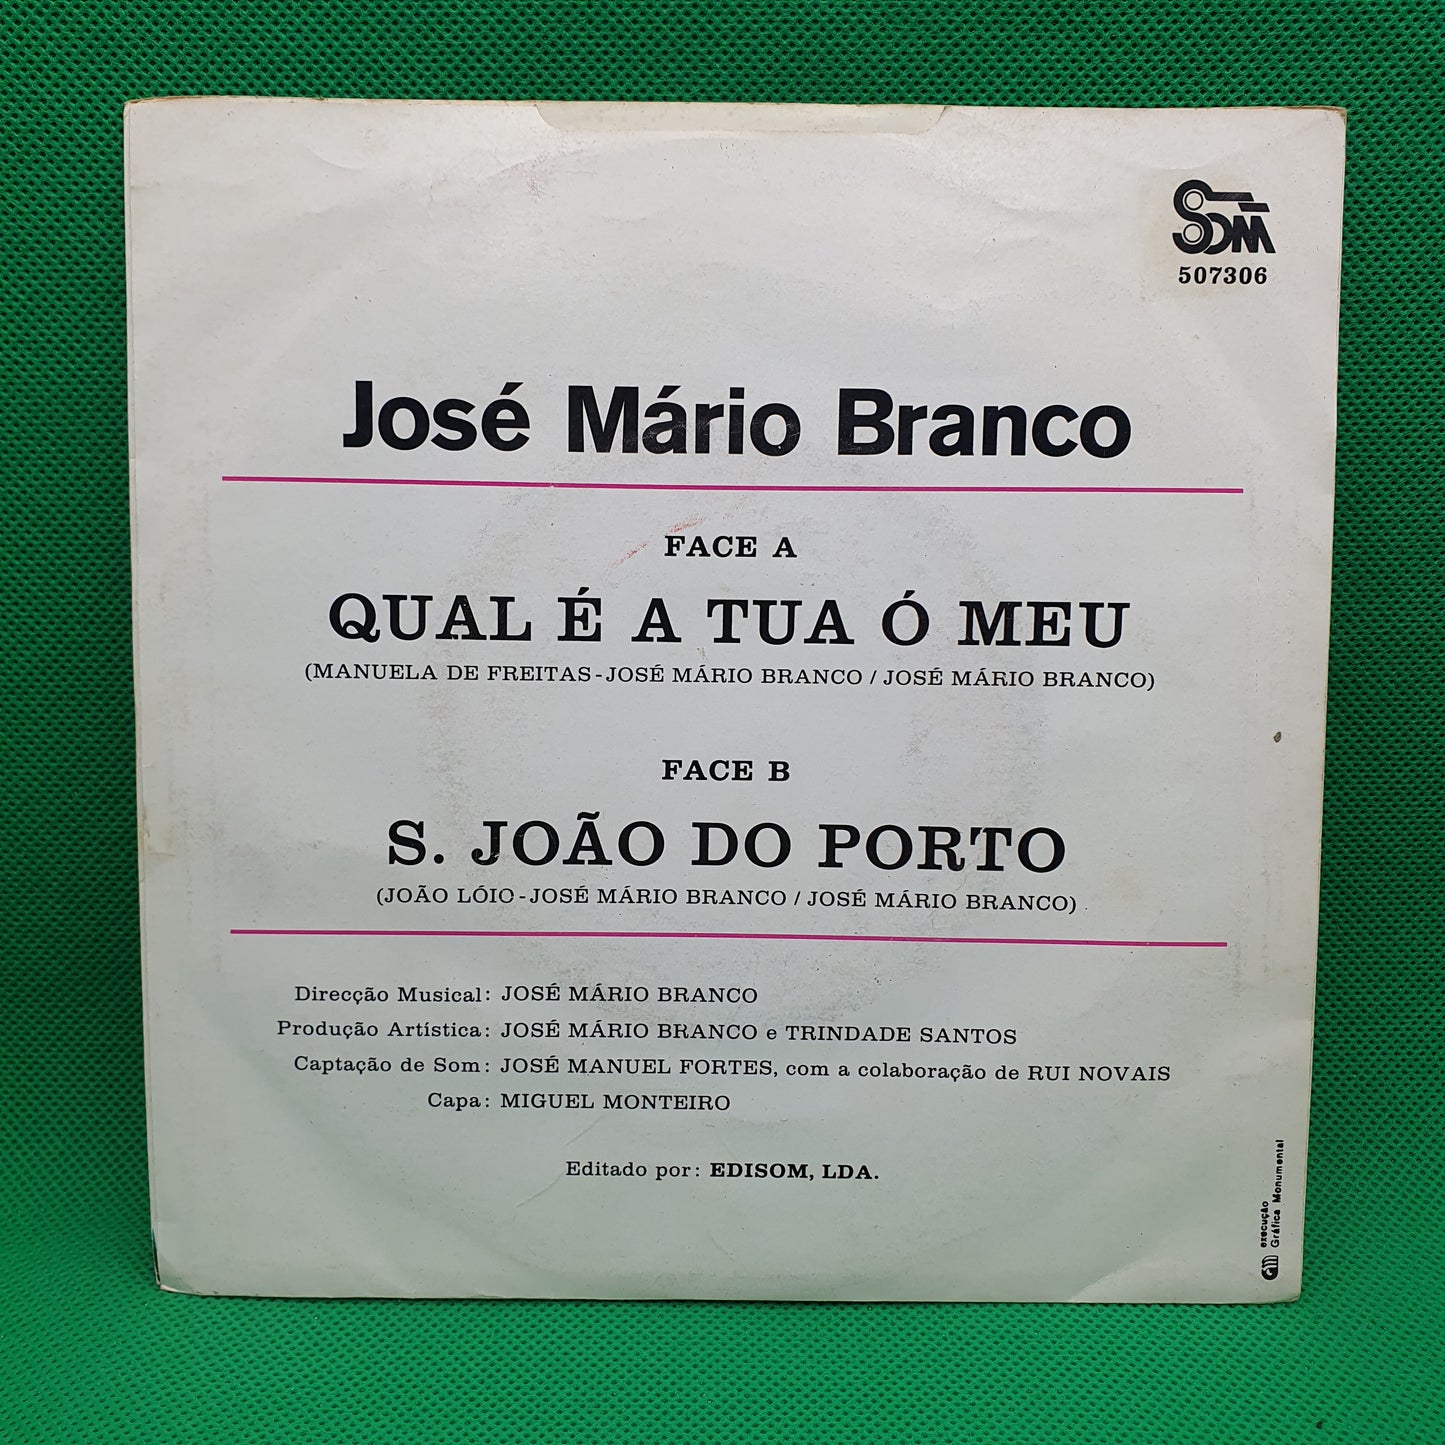 SOM
507306
José Mário Branco
FACE A
QUAL É A TUA Ó MEU
(MANUELA DE FREITAS-JOSÉ MÁRIO BRANCO / JOSÉ MÁRIO BRANCO)
FACE B
S. JOÃO DO PORTO
(JOÃO LÓIO-JOSÉ MÁRIO BRANCO / JOSÉ MÁRIO BRANCO)
Direcção Musical: JOSÉ MÁRIO BRANCO
Produção Artística: JOSÉ MÁRIO BRANCO e TRINDADE SANTOS
Captação de Som: JOSÉ MANUEL FORTES, com a colaboração de RUI NOVAIS
Capa: MIGUEL MONTEIRO
Editado por: EDISOM, LDA.
execução
Gráfica Monumental